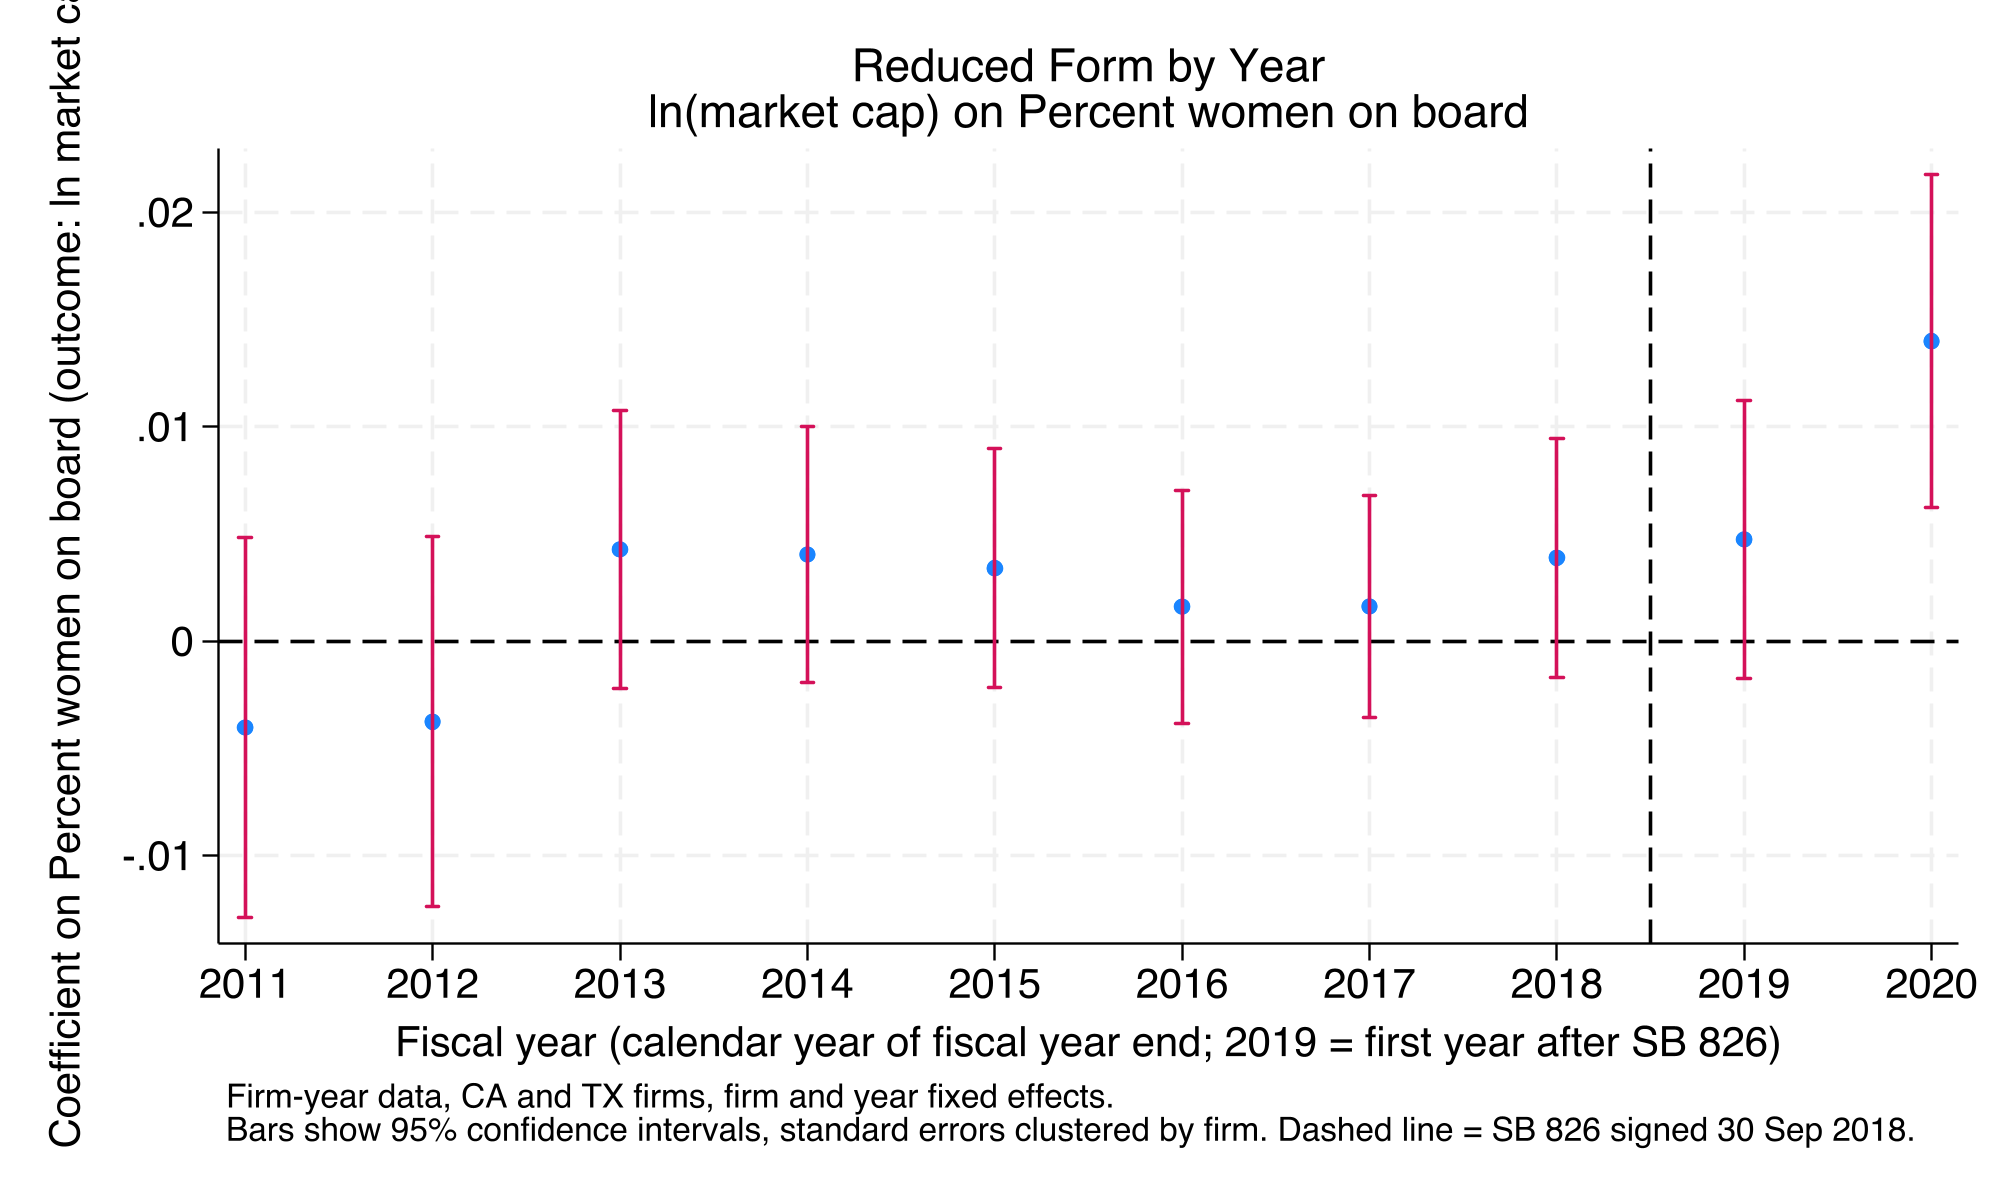 Reduced Form by Year
ln(market cap) on Percent women on board
Coefficient on Percent women on board (outcome: ln market
.02
.01
0
-.01
2011 2012 2013 2014 2015 2016 2017 2018 2019 2020
Fiscal year (calendar year of fiscal year end; 2019 = first year after SB 826)
Firm-year data, CA and TX firms, firm and year fixed effects.
Bars show 95% confidence intervals, standard errors clustered by firm. Dashed line = SB 826 signed 30 Sep 2018.